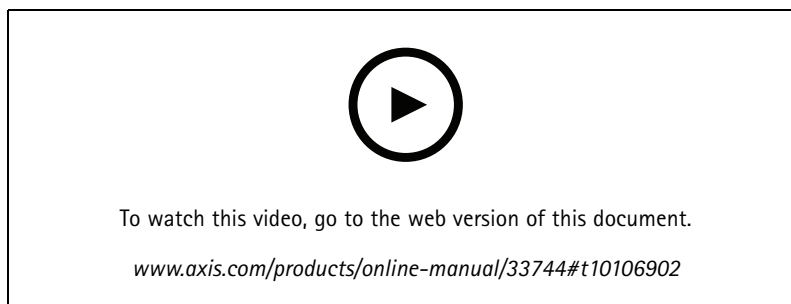 To watch this video, go to the web version of this document.
www.axis.com/products/online-manual/33744#t10106902